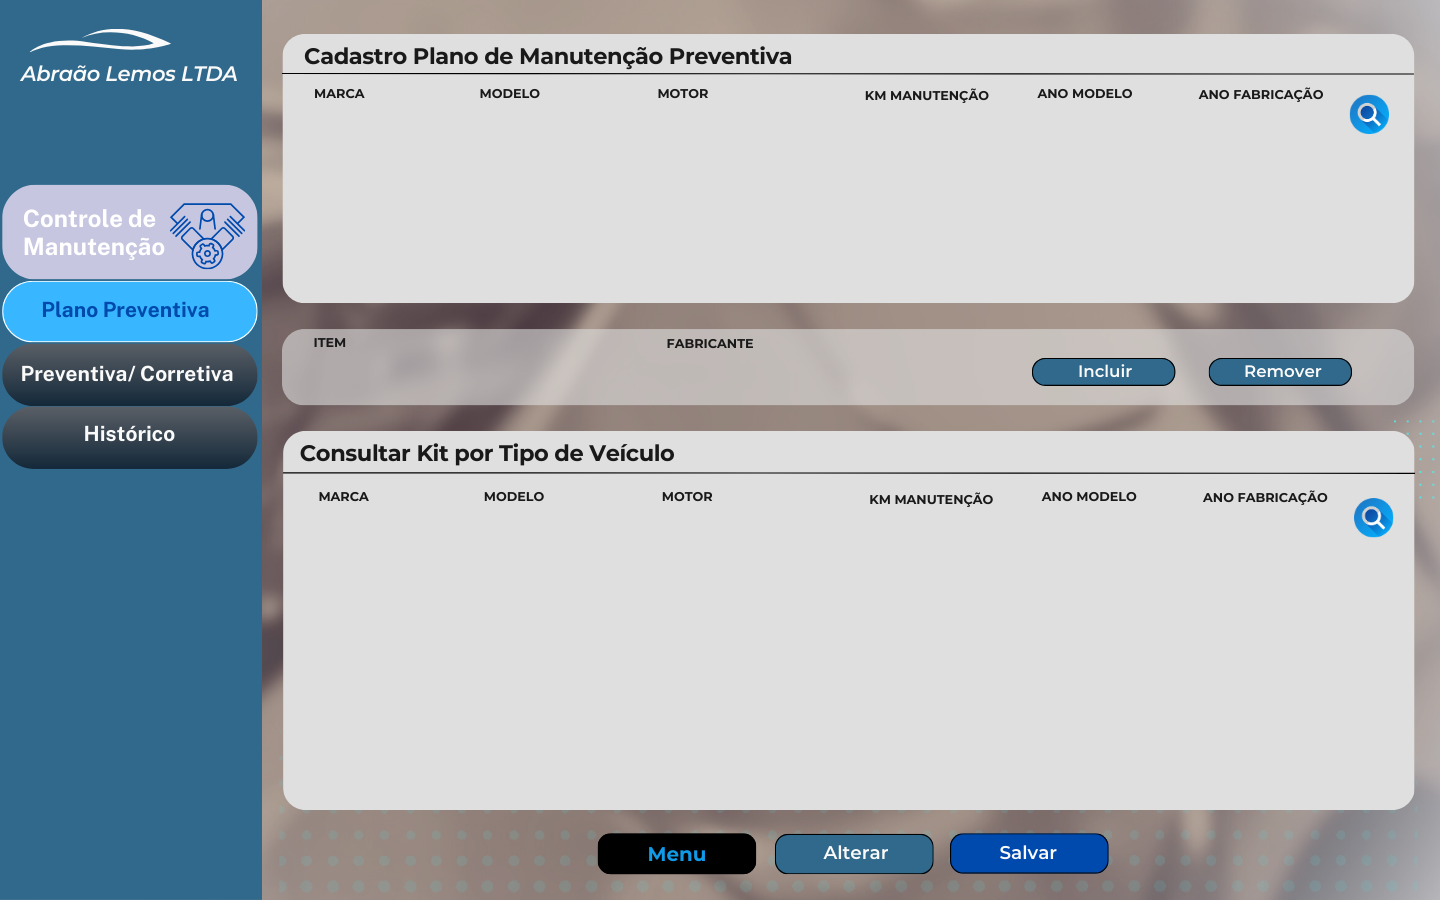 Abraão Lemos LTDA
Controle de
Manutenção
Plano Preventiva
Preventiva/ Corretiva
Histórico
Cadastro Plano de Manutenção Preventiva
MARCA MODELO MOTOR KM MANUTENÇÃO ANO MODELO ANO FABRICAÇÃO
ITEM FABRICANTE
Incluir Remover
Consultar Kit por Tipo de Veículo
MARCA MODELO MOTOR KM MANUTENÇÃO ANO MODELO ANO FABRICAÇÃO
Menu Alterar Salvar